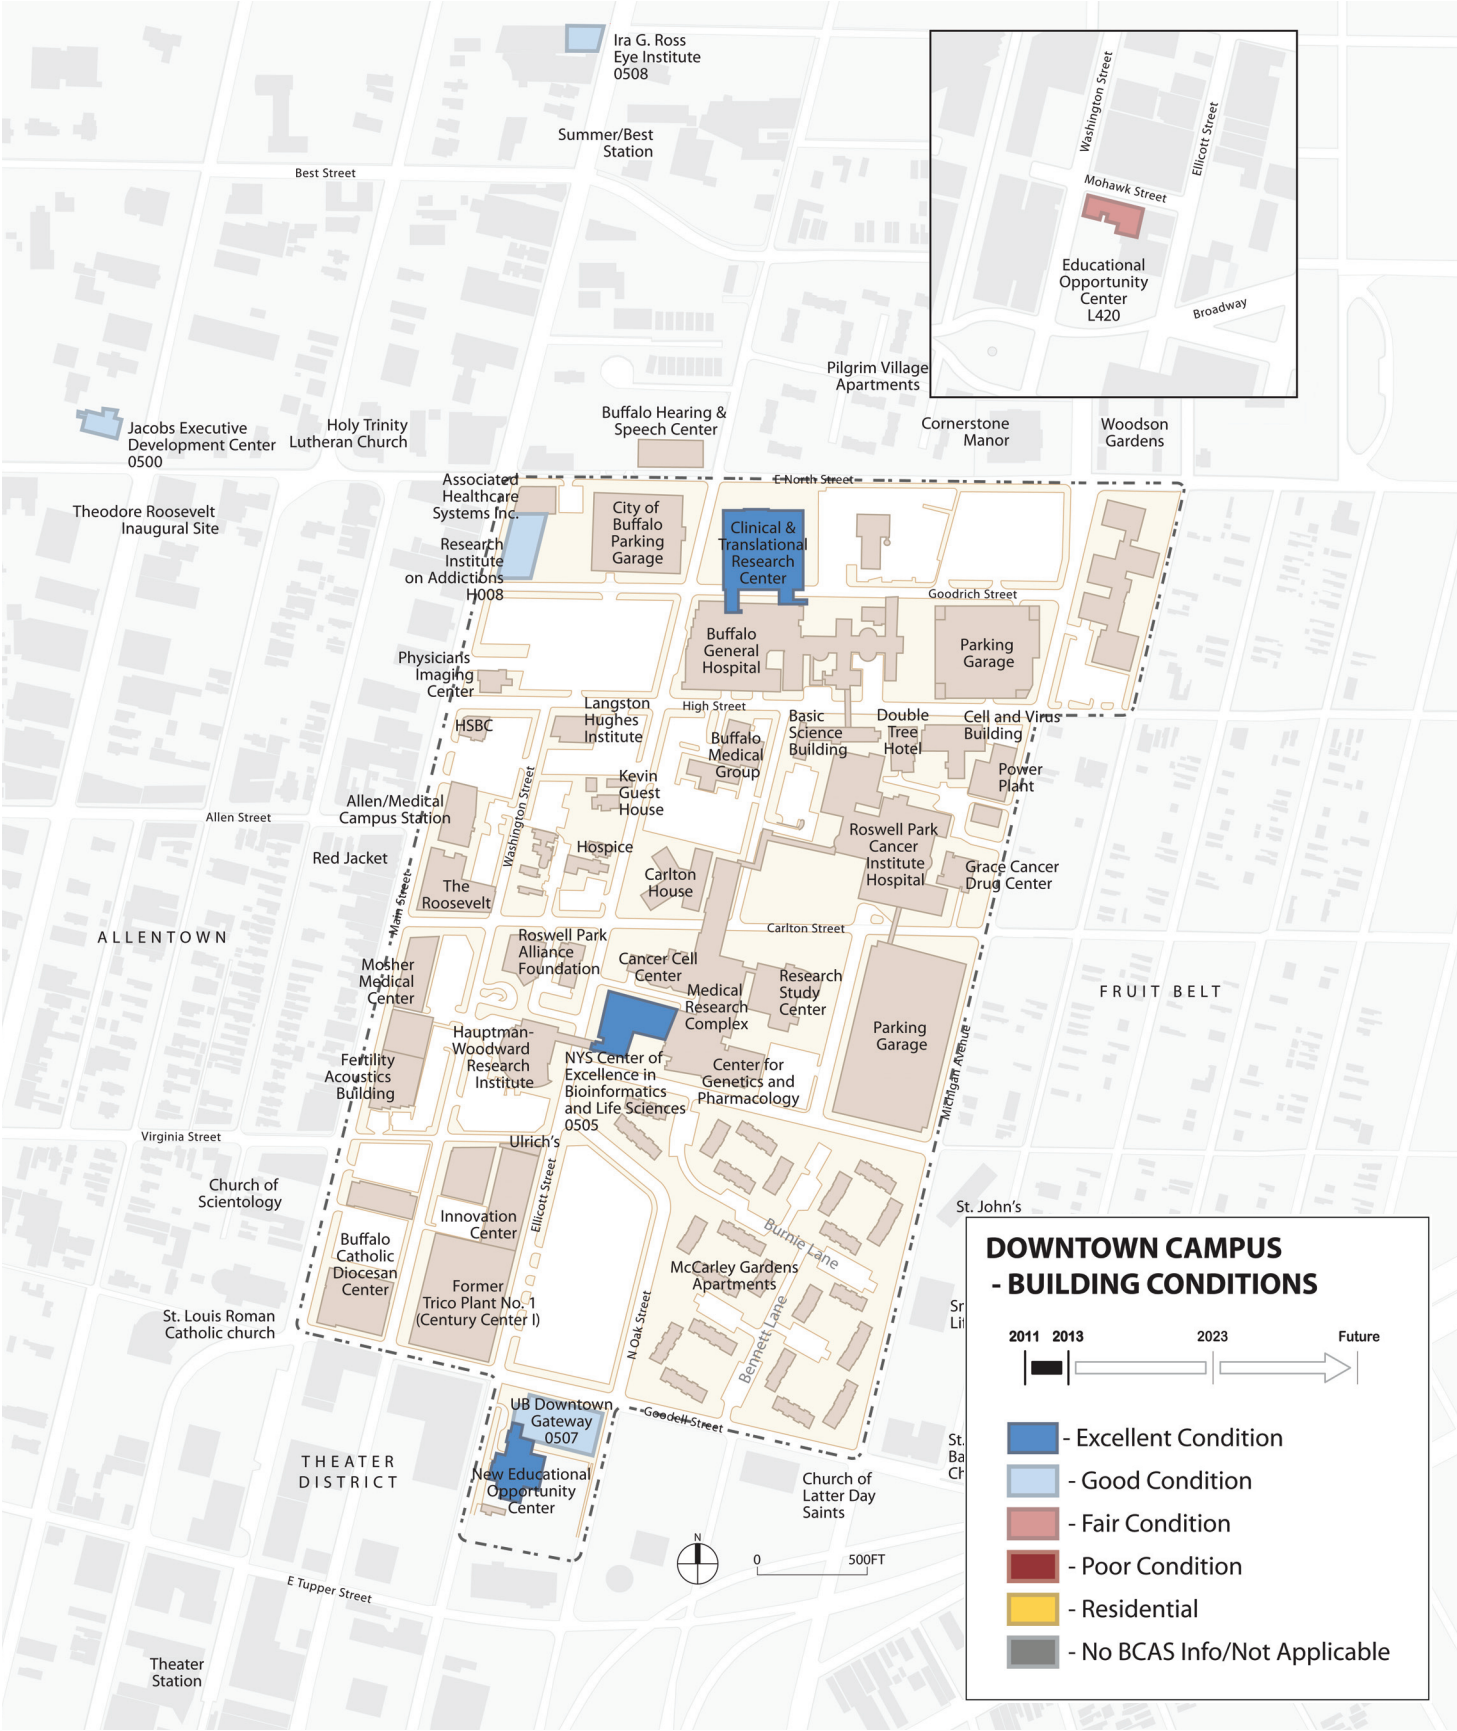 Ira G. Ross
Eye Institute
0508
Summer/Best
Station
Best Street
Washington Street
Ellicott Street
Mohawk Street
Educational
Opportunity
Center
L420
Broadway
Pilgrim Village
Apartments
Jacobs Executive
Development Center
0500
Holy Trinity
Lutheran Church
Buffalo Hearing &
Speech Center
Cornerstone
Manor
Woodson
Gardens
Theodore Roosevelt
Inaugural Site
Associated
Healthcare
Systems Inc.
E North Street
City of
Buffalo
Parking
Garage
Clinical &
Translational
Research
Center
Research
Institute
on Addictions
H008
Goodrich Street
Buffalo
General
Hospital
Parking
Garage
Physicians
Imaging
Center
HSBC
Langston
Hughes
Institute
High Street
Buffalo
Medical
Group
Basic
Science
Building
Double
Tree
Hotel
Cell and Virus
Building
Power
Plant
Kevin
Guest
House
Washington Street
Allen/Medical
Campus Station
Allen Street
Red Jacket
Hospice
Roswell Park
Cancer
Institute
Hospital
Grace Cancer
Drug Center
The
Roosevelt
Carlton
House
Main Street
ALLENTOWN
Carlton Street
Roswell Park
Alliance
Foundation
Cancer Cell
Center
Mosher
Medical
Center
Medical
Research
Complex
Research
Study
Center
FRUIT BELT
Parking
Garage
Hauptman-
Woodward
Research
Institute
Fertility
Acoustics
Building
NYS Center of
Excellence in
Bioinformatics
and Life Sciences
0505
Center for
Genetics and
Pharmacology
Michigan Avenue
Virginia Street
Ulrich's
Church of
Scientology
Ellicott Street
Innovation
Center
Burnie Lane
St. John's
Buffalo
Catholic
Diocesan
Center
McCarley Gardens
Apartments
Former
Trico Plant No. 1
(Century Center I)
St. Louis Roman
Catholic church
N Oak Street
Bennett Lane
UB Downtown
Gateway
0507
Goodell Street
New Educational
Opportunity
Center
THEATER
DISTRICT
Church of
Latter Day
Saints
St.
Ba
Ch
N
0 500FT
E Tupper Street
Theater
Station
DOWNTOWN CAMPUS
- BUILDING CONDITIONS
2011 2013 2023 Future
- Excellent Condition
- Good Condition
- Fair Condition
- Poor Condition
- Residential
- No BCAS Info/Not Applicable